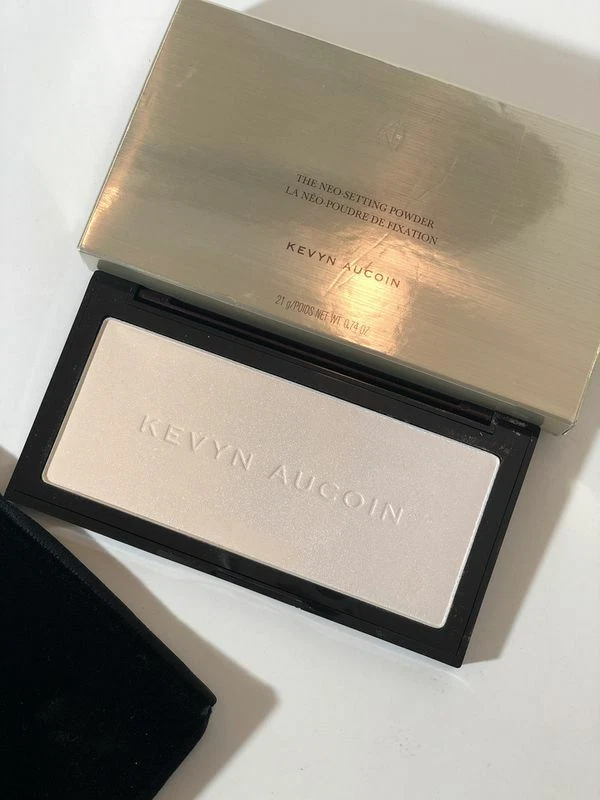 THE NEO-SETTING POWDER
LA NÉO POUDRE DE FIXATION
KEVYN AUCOIN
21 g/POIDS NET WT 0.74 OZ
KEVYN AUCOIN